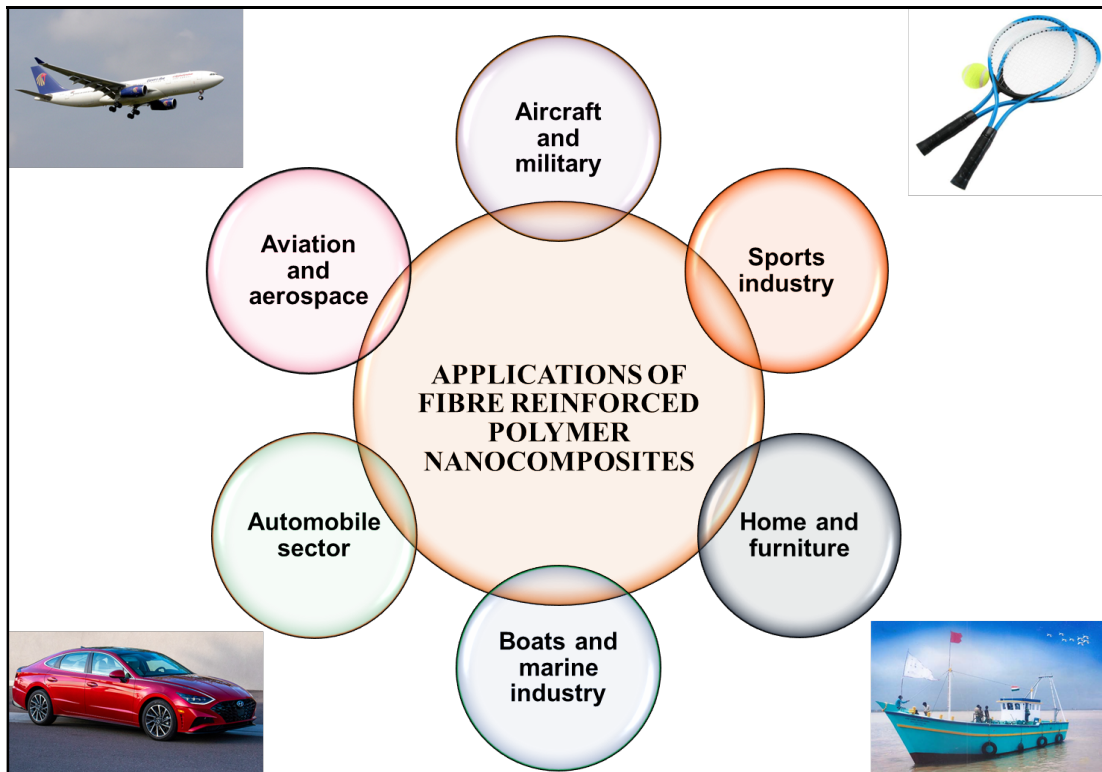 Aircraft
and
military
Aviation
and
aerospace
Sports
industry
APPLICATIONS OF
FIBRE REINFORCED
POLYMER
NANOCOMPOSITES
Automobile
sector
Home and
furniture
Boats and
marine
industry